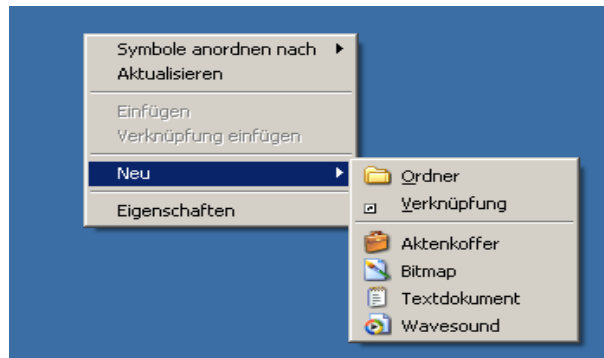 Symbole anordnen nach
Aktualisieren
Einfügen
Verknüpfung einfügen
Neu
Eigenschaften
Ordner
Verknüpfung
Aktenkoffer
Bitmap
Textdokument
Wavesound